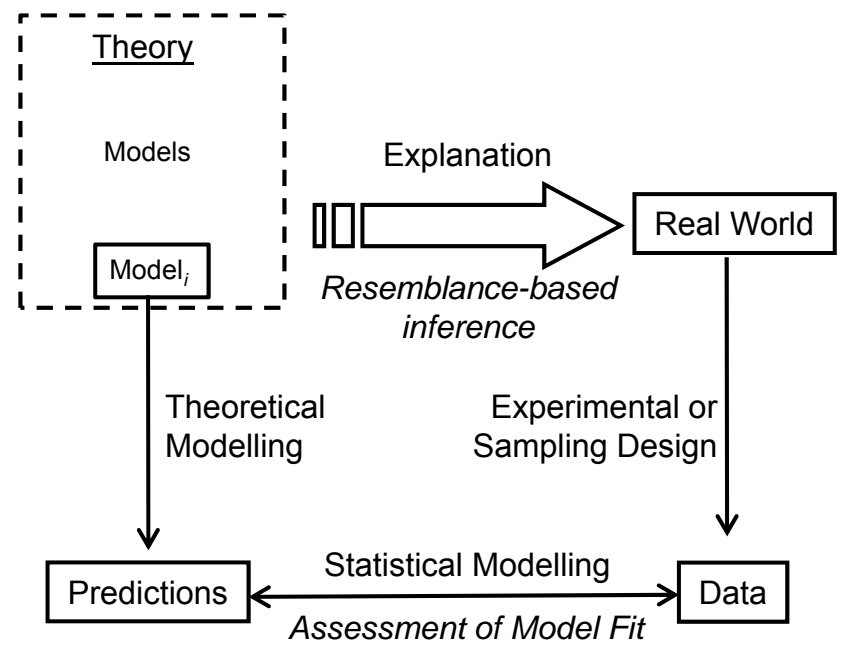 Theory
Models
Explanation
Real World
Modelᵢ
Resemblance-based
inference
Theoretical
Modelling
Experimental or
Sampling Design
Predictions
Statistical Modelling
Data
Assessment of Model Fit